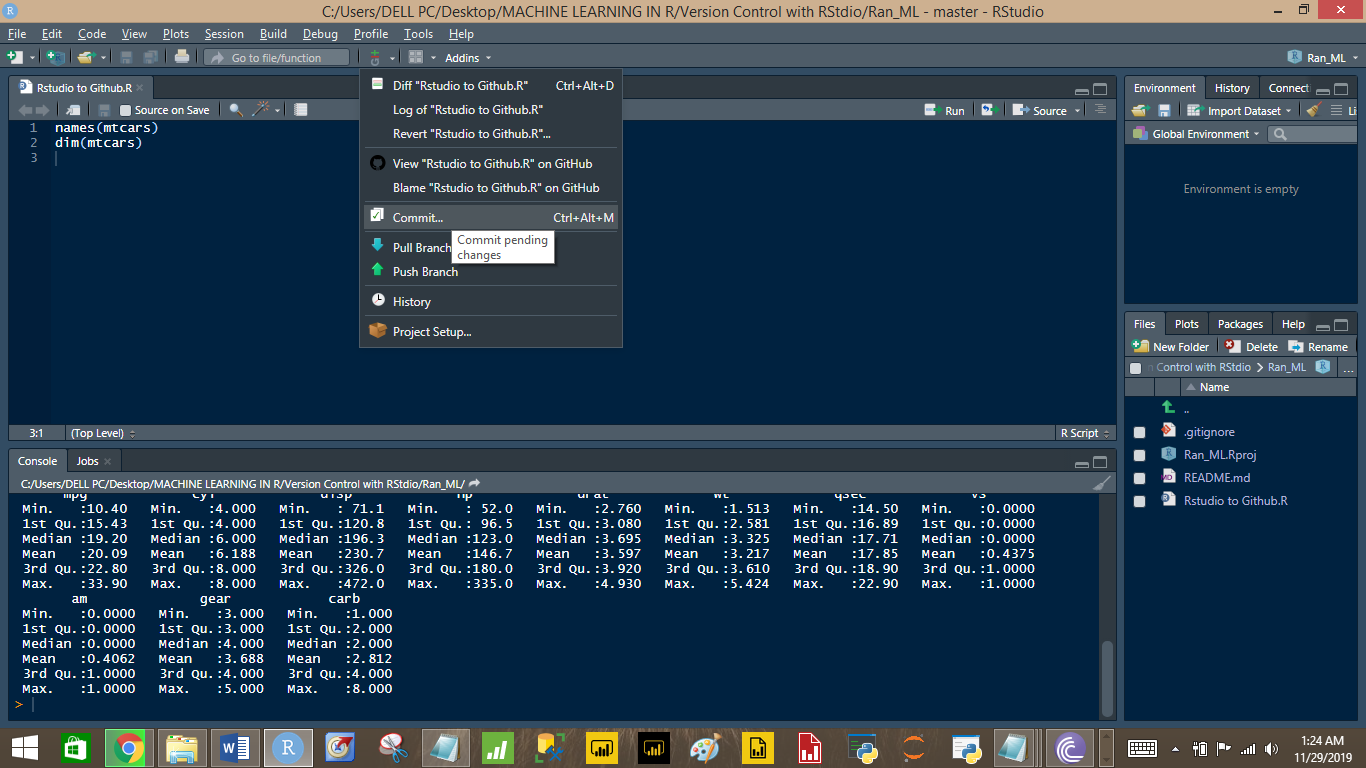 C:/Users/DELL PC/Desktop/MACHINE LEARNING IN R/Version Control with RStdio/Ran_ML - master - RStudio
File Edit Code View Plots Session Build Debug Profile Tools Help
Go to file/function Addins Ran_ML
Rstudio to Github.R
Source on Save Run Source
1 names(mtcars)
2 dim(mtcars)
3
3:1 (Top Level) R Script
Diff "Rstudio to Github.R" Ctrl+Alt+D
Log of "Rstudio to Github.R"
Revert "Rstudio to Github.R"...
View "Rstudio to Github.R" on GitHub
Blame "Rstudio to Github.R" on GitHub
Commit... Ctrl+Alt+M
Pull Branch
Commit pending
changes
Push Branch
History
Project Setup...
Console Jobs
C:/Users/DELL PC/Desktop/MACHINE LEARNING IN R/Version Control with RStdio/Ran_ML/
mpg cyl disp hp drat wt qsec vs
Min. :10.40 Min. :4.000 Min. : 71.1 Min. : 52.0 Min. :2.760 Min. :1.513 Min. :14.50 Min. :0.0000
1st Qu.:15.43 1st Qu.:4.000 1st Qu.:120.8 1st Qu.: 96.5 1st Qu.:3.080 1st Qu.:2.581 1st Qu.:16.89 1st Qu.:0.0000
Median :19.20 Median :6.000 Median :196.3 Median :123.0 Median :3.695 Median :3.325 Median :17.71 Median :0.0000
Mean :20.09 Mean :6.188 Mean :230.7 Mean :146.7 Mean :3.597 Mean :3.217 Mean :17.85 Mean :0.4375
3rd Qu.:22.80 3rd Qu.:8.000 3rd Qu.:326.0 3rd Qu.:180.0 3rd Qu.:3.920 3rd Qu.:3.610 3rd Qu.:18.90 3rd Qu.:1.0000
Max. :33.90 Max. :8.000 Max. :472.0 Max. :335.0 Max. :4.930 Max. :5.424 Max. :22.90 Max. :1.0000
am gear carb
Min. :0.0000 Min. :3.000 Min. :1.000
1st Qu.:0.0000 1st Qu.:3.000 1st Qu.:2.000
Median :0.0000 Median :4.000 Median :2.000
Mean :0.4062 Mean :3.688 Mean :2.812
3rd Qu.:1.0000 3rd Qu.:4.000 3rd Qu.:4.000
Max. :1.0000 Max. :5.000 Max. :8.000
>
Environment History Connect
Import Dataset Li
Global Environment
Environment is empty
Files Plots Packages Help
New Folder Delete Rename
Control with RStdio > Ran_ML ...
Name
..
.gitignore
Ran_ML.Rproj
README.md
Rstudio to Github.R
1:24 AM
11/29/2019